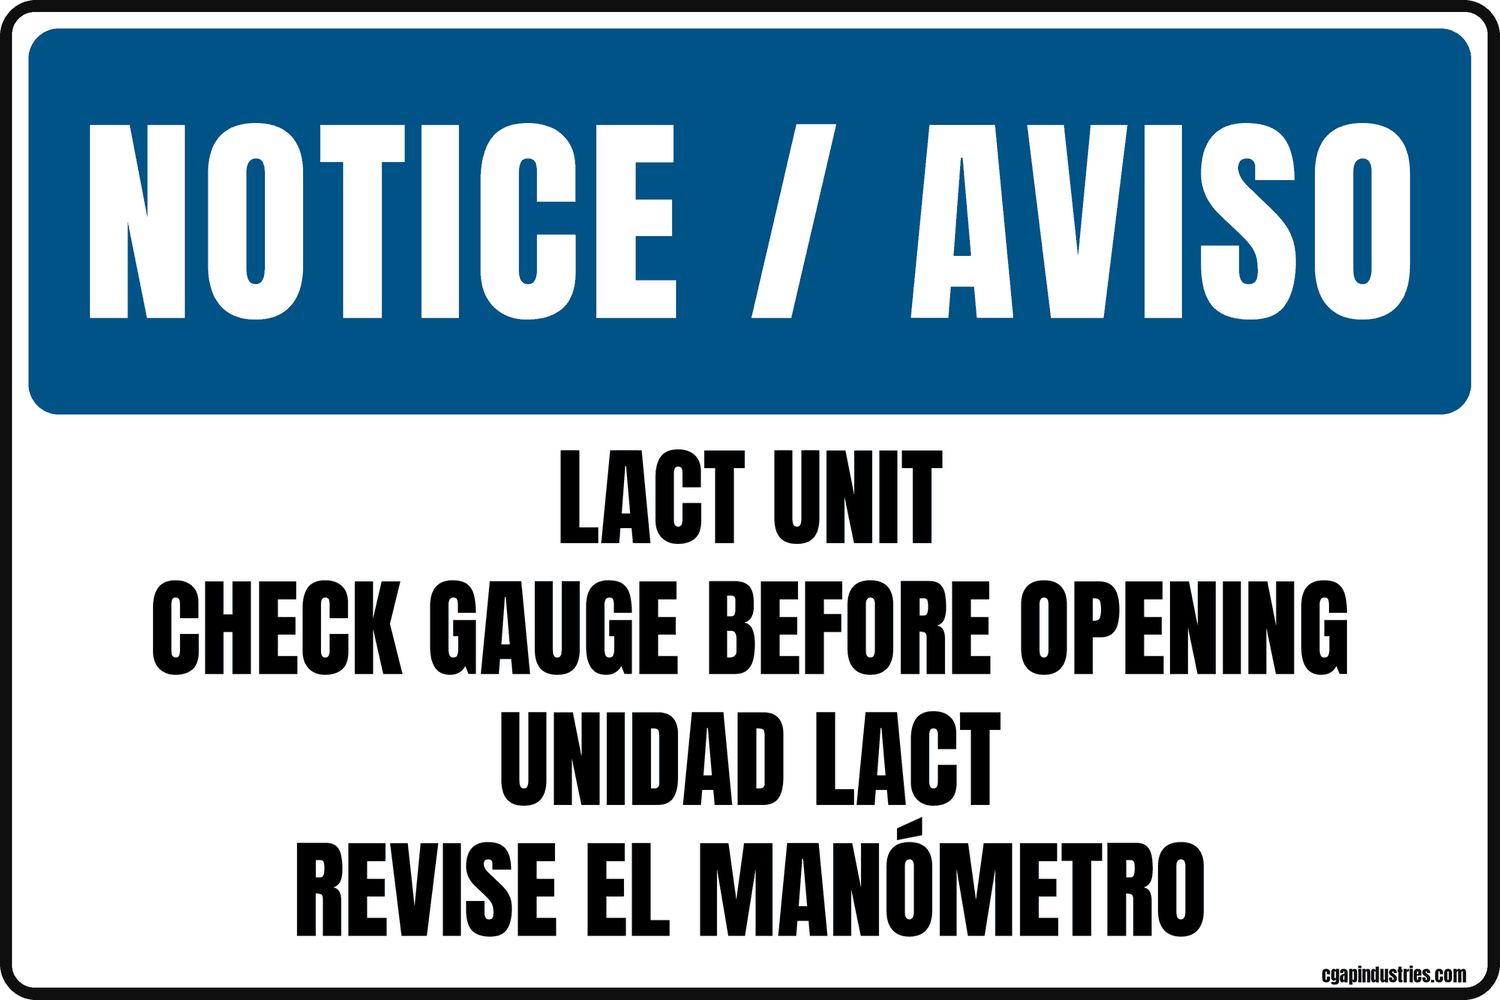 NOTICE / AVISO
LACT UNIT
CHECK GAUGE BEFORE OPENING
UNIDAD LACT
REVISE EL MANÓMETRO
cgapindustries.com